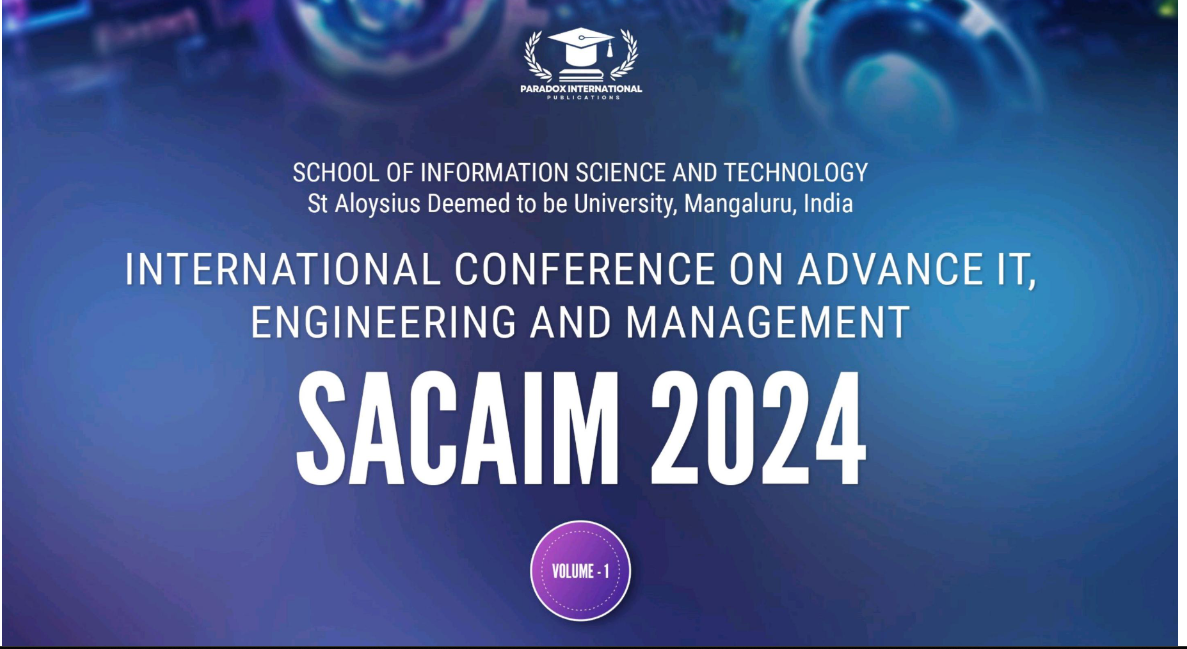 PARADOX INTERNATIONAL
PUBLICATIONS
SCHOOL OF INFORMATION SCIENCE AND TECHNOLOGY
St Aloysius Deemed to be University, Mangaluru, India
INTERNATIONAL CONFERENCE ON ADVANCE IT,
ENGINEERING AND MANAGEMENT
SACAIM 2024
VOLUME - 1